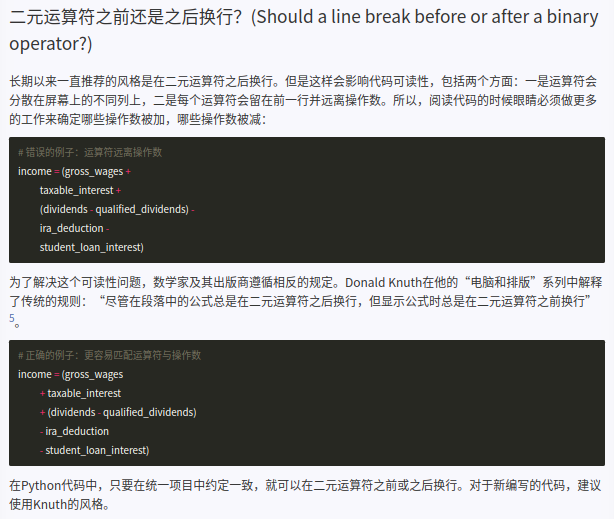 二元运算符之前还是之后换行？(Should a line break before or after a binary
operator?)
长期以来一直推荐的风格是在二元运算符之后换行。但是这样会影响代码可读性，包括两个方面：一是运算符会
分散在屏幕上的不同列上，二是每个运算符会留在前一行并远离操作数。所以，阅读代码的时候眼睛必须做更多
的工作来确定哪些操作数被加，哪些操作数被减：
# 错误的例子：运算符远离操作数
income = (gross_wages +
taxable_interest +
(dividends - qualified_dividends) -
ira_deduction -
student_loan_interest)
为了解决这个可读性问题，数学家及其出版商遵循相反的规定。Donald Knuth在他的“电脑和排版”系列中解释
了传统的规则：“尽管在段落中的公式总是在二元运算符之后换行，但显示公式时总是在二元运算符之前换行”
5。
# 正确的例子：更容易匹配运算符与操作数
income = (gross_wages
+ taxable_interest
+ (dividends - qualified_dividends)
- ira_deduction
- student_loan_interest)
在Python代码中，只要在统一项目中约定一致，就可以在二元运算符之前或之后换行。对于新编写的代码，建议
使用Knuth的风格。